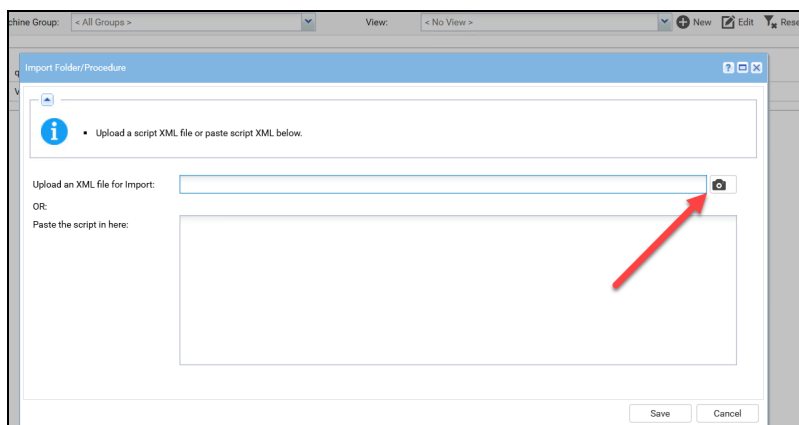 Machine Group: < All Groups > View: < No View > New Edit Rese
Import Folder/Procedure
Upload a script XML file or paste script XML below.
Upload an XML file for Import:
OR:
Paste the script in here:
Save Cancel